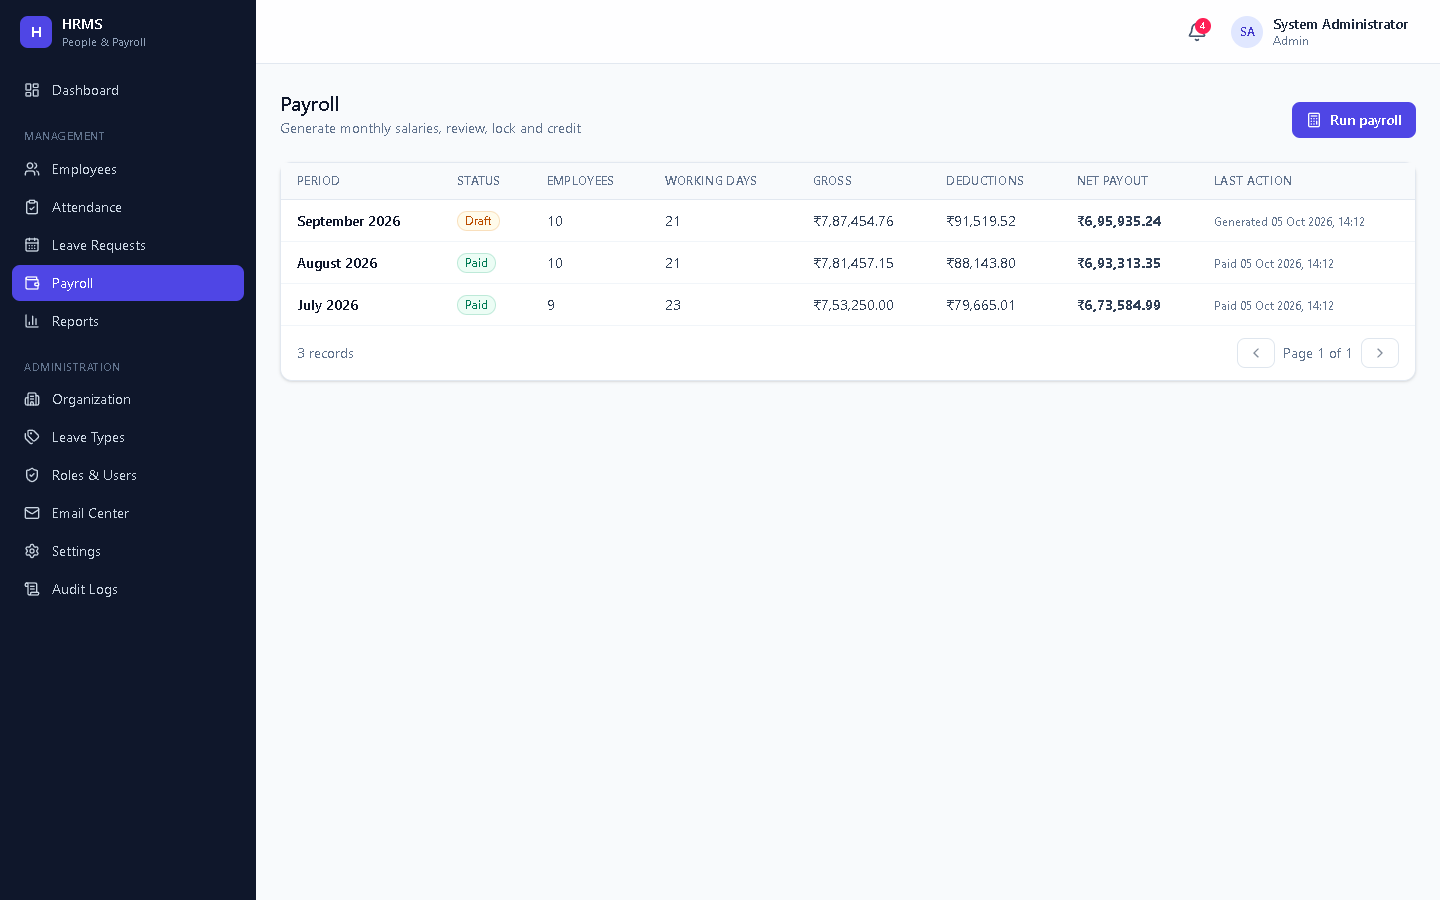 H
HRMS
People & Payroll
Dashboard
MANAGEMENT
Employees
Attendance
Leave Requests
Payroll
Reports
ADMINISTRATION
Organization
Leave Types
Roles & Users
Email Center
Settings
Audit Logs
4
SA
System Administrator
Admin
Payroll
Generate monthly salaries, review, lock and credit
Run payroll
PERIOD STATUS EMPLOYEES WORKING DAYS GROSS DEDUCTIONS NET PAYOUT LAST ACTION
September 2026 Draft 10 21 ₹7,87,454.76 ₹91,519.52 ₹6,95,935.24 Generated 05 Oct 2026, 14:12
August 2026 Paid 10 21 ₹7,81,457.15 ₹88,143.80 ₹6,93,313.35 Paid 05 Oct 2026, 14:12
July 2026 Paid 9 23 ₹7,53,250.00 ₹79,665.01 ₹6,73,584.99 Paid 05 Oct 2026, 14:12
3 records
Page 1 of 1